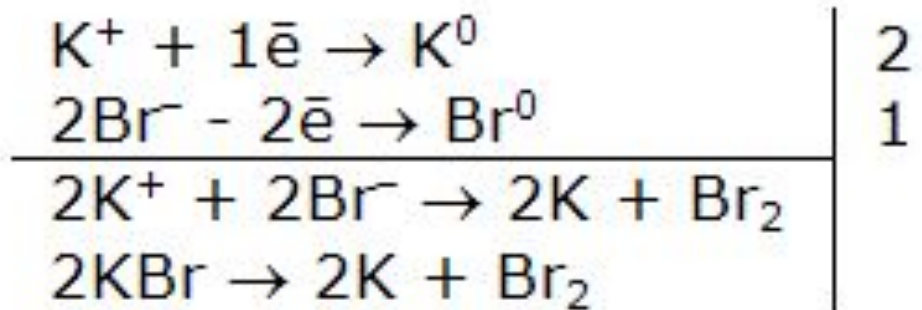 K⁺ + 1ē → K⁰ 2
2Br⁻ - 2ē → Br⁰ 1
2K⁺ + 2Br⁻ → 2K + Br₂
2KBr → 2K + Br₂